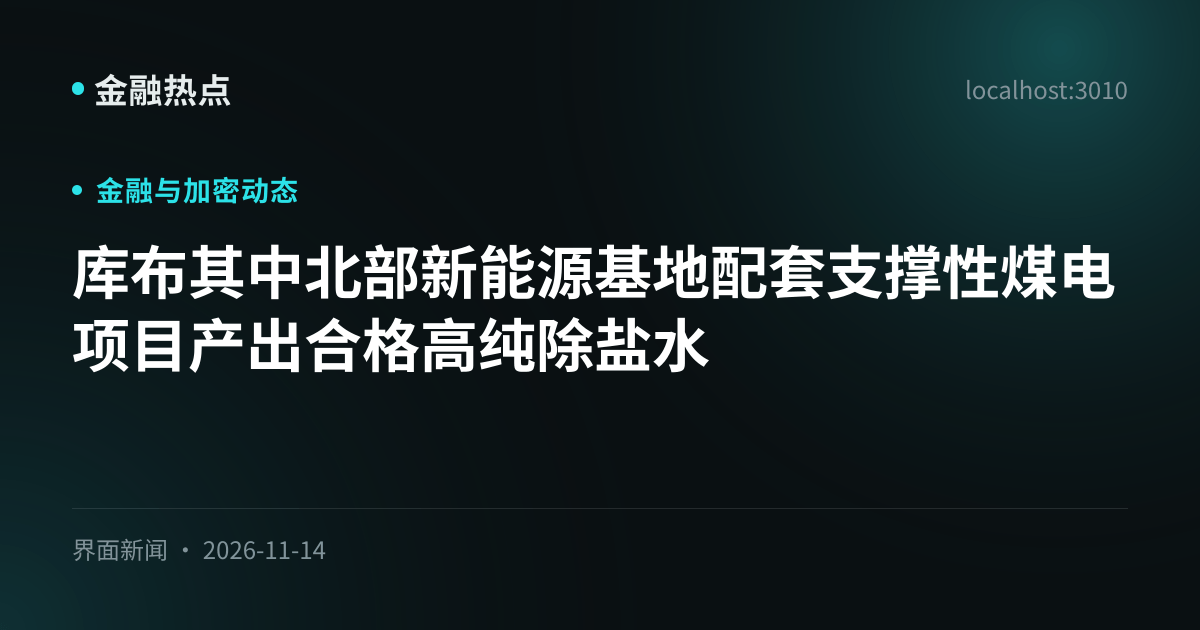 金融热点
localhost:3010
金融与加密动态
库布其中北部新能源基地配套支撑性煤电
项目产出合格高纯除盐水
界面新闻 • 2026-11-14